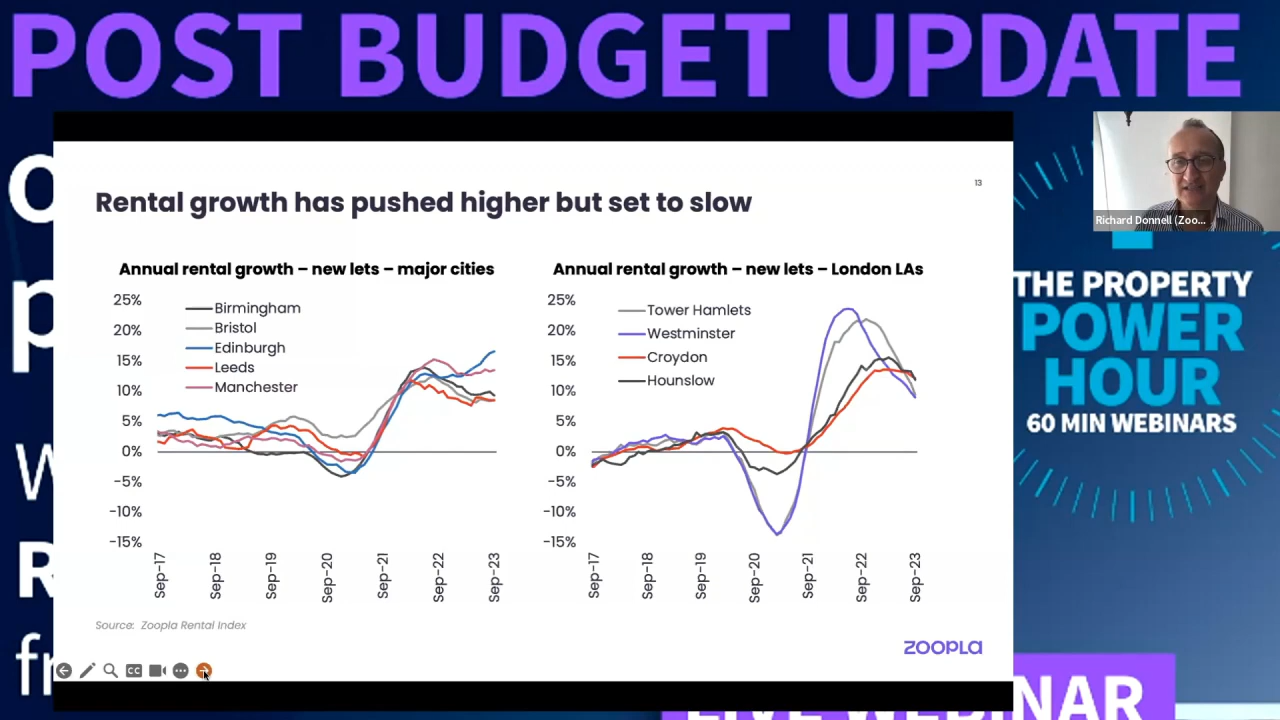 POST BUDGET UPDATE
Richard Donnell (Zoo...
13
Rental growth has pushed higher but set to slow
Annual rental growth – new lets – major cities
25%
20%
15%
10%
5%
0%
-5%
-10%
-15%
Birmingham
Bristol
Edinburgh
Leeds
Manchester
Sep-17
Sep-18
Sep-19
Sep-20
Sep-21
Sep-22
Sep-23
Annual rental growth – new lets – London LAs
25%
20%
15%
10%
5%
0%
-5%
-10%
-15%
Tower Hamlets
Westminster
Croydon
Hounslow
Sep-17
Sep-18
Sep-19
Sep-20
Sep-21
Sep-22
Sep-23
Source: Zoopla Rental Index
zoopla
CC
THE PROPERTY
POWER
HOUR
60 MIN WEBINARS
LIVE WEBINAR